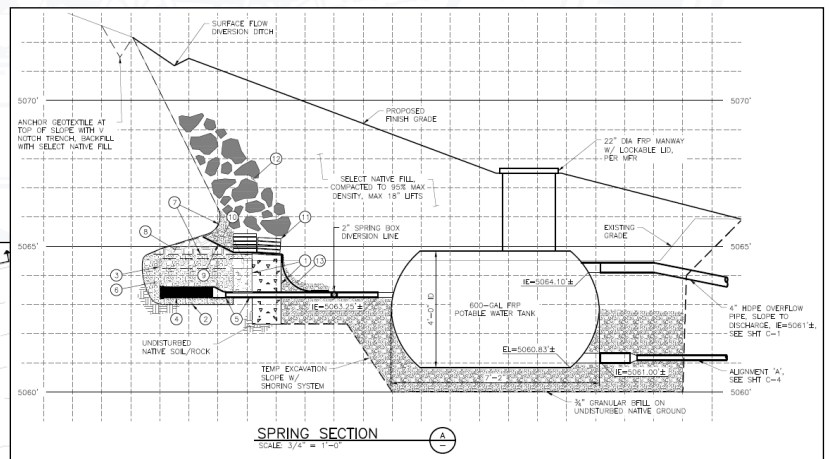 SURFACE FLOW
DIVERSION DITCH
5070'
5070'
ANCHOR GEOTEXTILE AT
TOP OF SLOPE WITH V
NOTCH TRENCH, BACKFILL
WITH SELECT NATIVE FILL
PROPOSED
FINISH GRADE
22" DIA FRP MANWAY
W/ LOCKABLE LID,
PER MFR
12
SELECT NATIVE FILL,
COMPACTED TO 95% MAX
DENSITY, MAX 18" LIFTS
7
10
11
2" SPRING BOX
DIVERSION LINE
EXISTING
GRADE
8
5065'
5065'
3
9
1
13
6
IE=5064.10'±
IE=5063.25'±
4'-0" ID
600-GAL FRP
POTABLE WATER TANK
4" HDPE OVERFLOW
PIPE, SLOPE TO
DISCHARGE, IE=5061'±,
SEE SHT C-1
4
2
5
UNDISTURBED
NATIVE SOIL/ROCK
EL=5060.83'±
ALIGNMENT 'A',
SEE SHT C-4
TEMP EXCAVATION
SLOPE W/
SHORING SYSTEM
7'-2"
IE=5061.00'±
5060'
5060'
¾" GRANULAR BFILL ON
UNDISTURBED NATIVE GROUND
SPRING SECTION
SCALE: 3/4" = 1'-0"
A
–